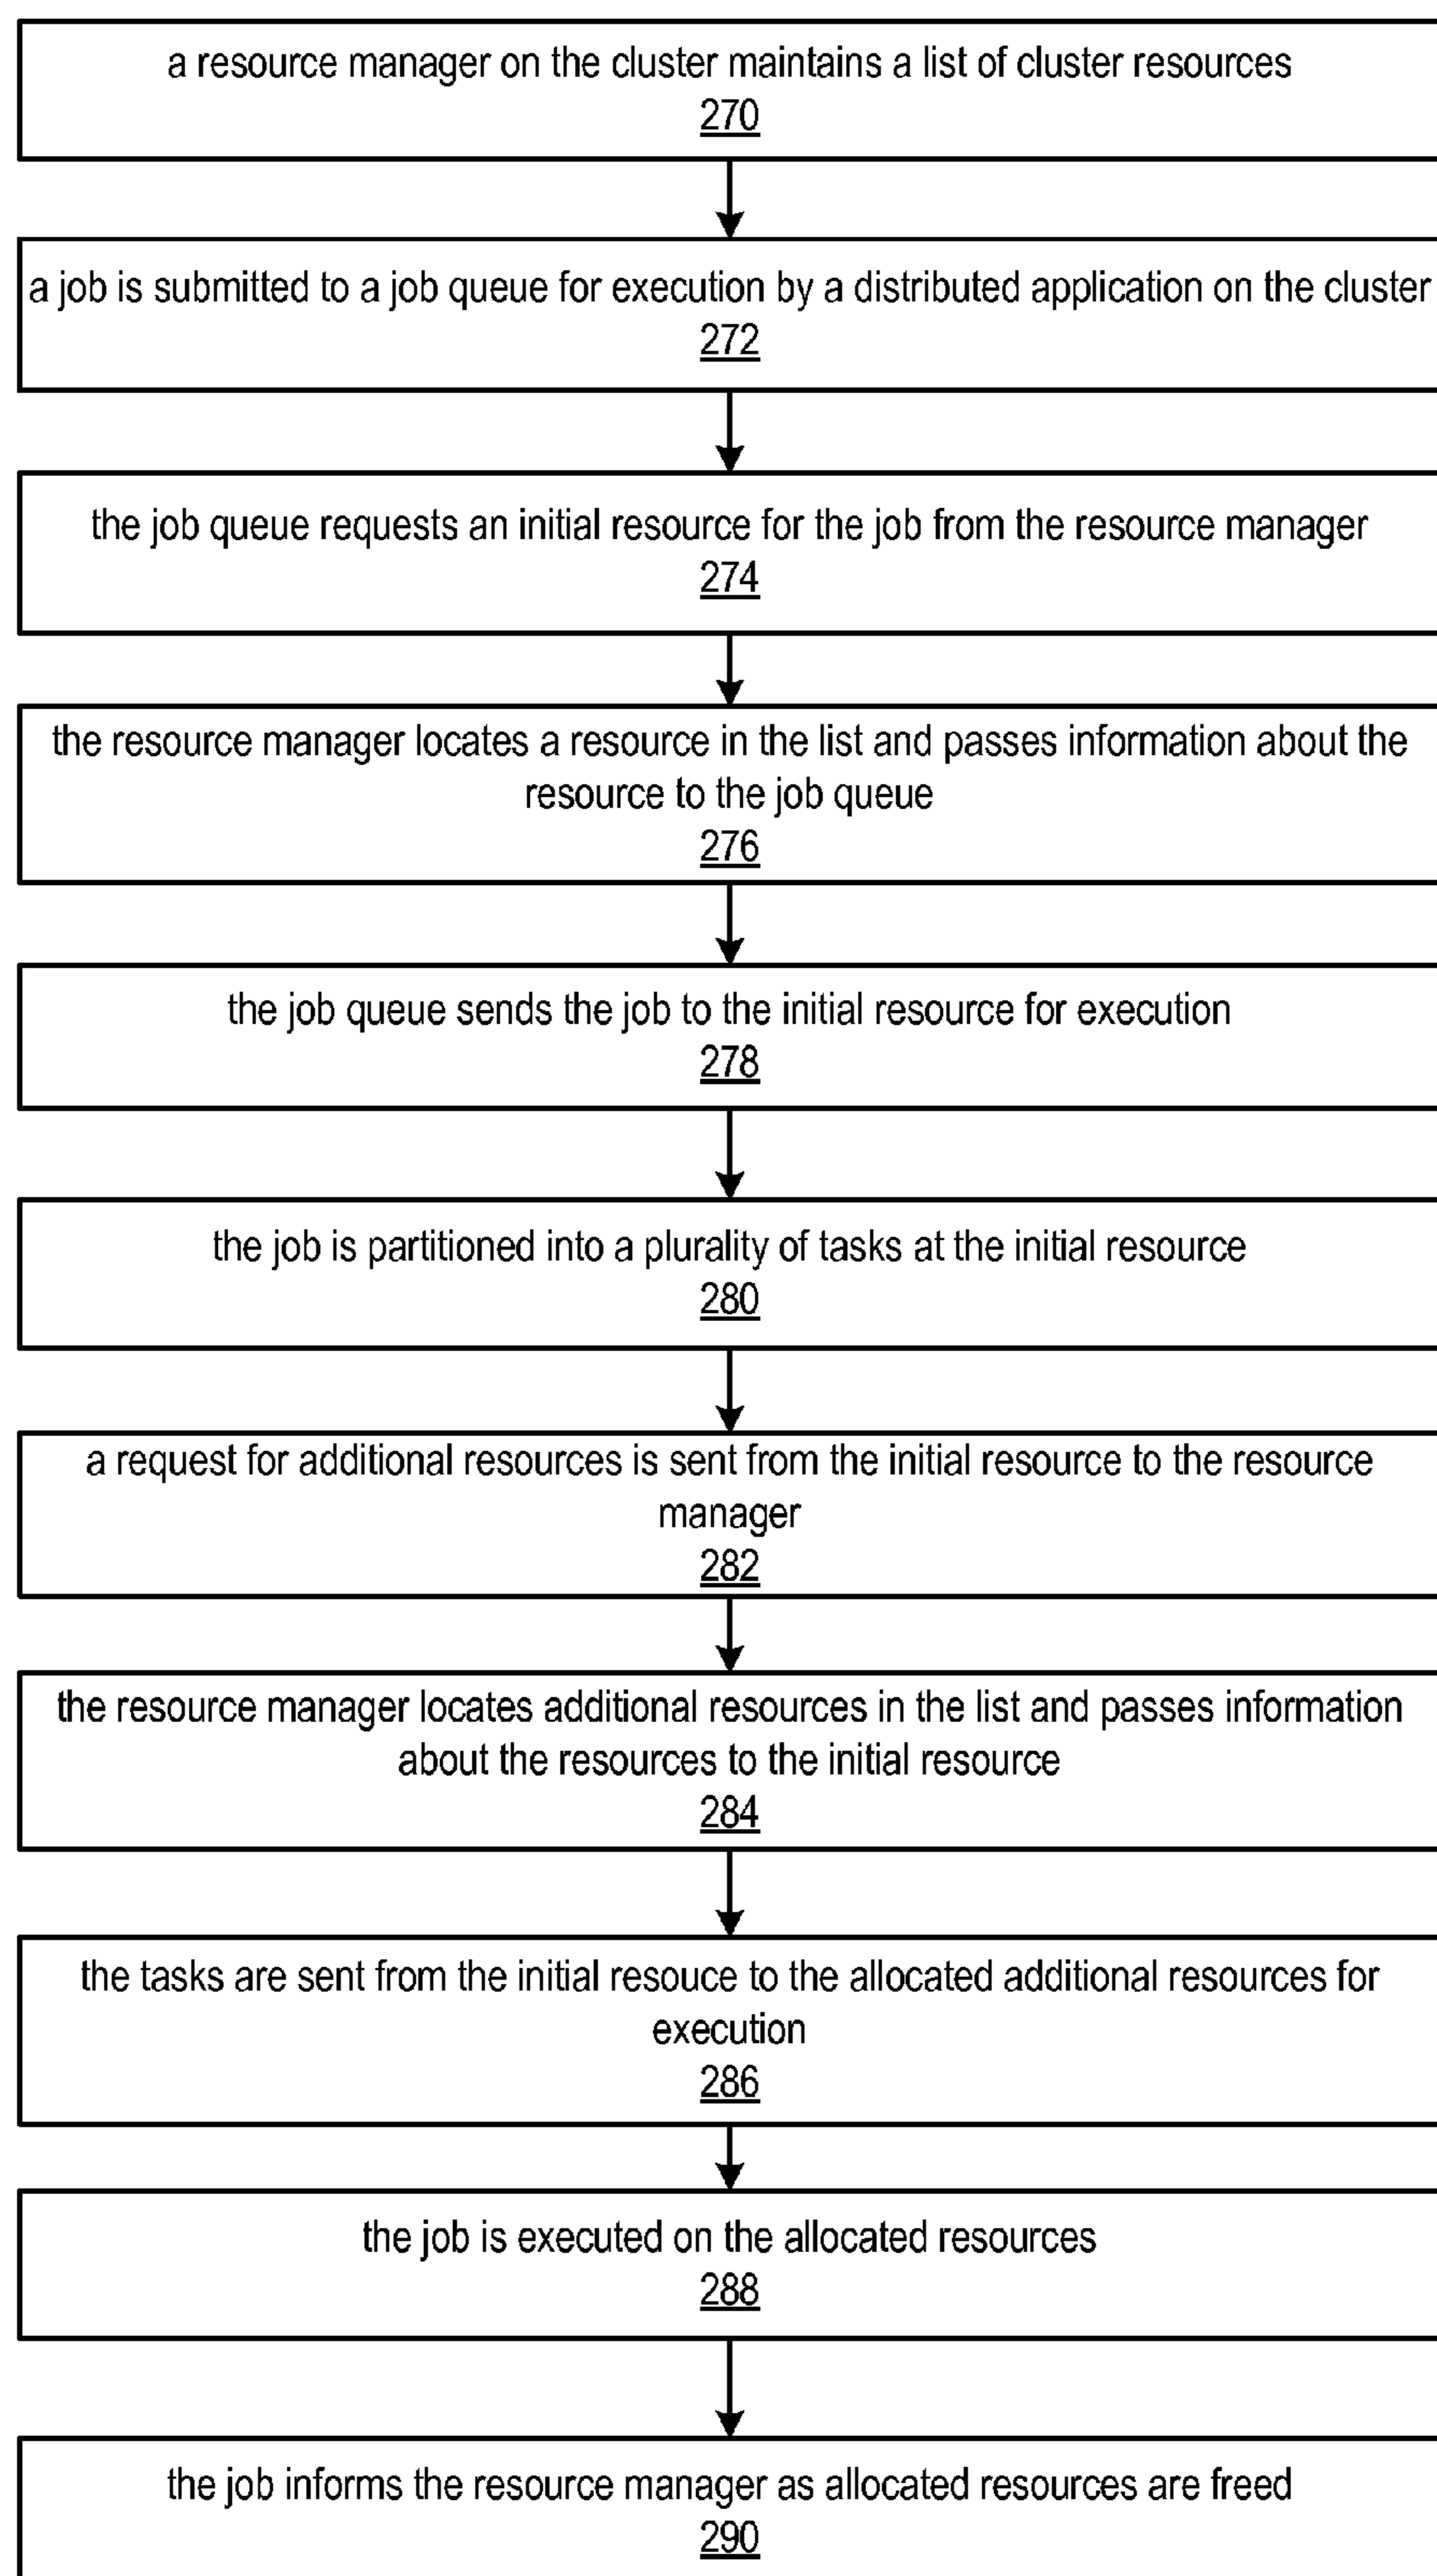 a resource manager on the cluster maintains a list of cluster resources
270
a job is submitted to a job queue for execution by a distributed application on the cluster
272
the job queue requests an initial resource for the job from the resource manager
274
the resource manager locates a resource in the list and passes information about the
resource to the job queue
276
the job queue sends the job to the initial resource for execution
278
the job is partitioned into a plurality of tasks at the initial resource
280
a request for additional resources is sent from the initial resource to the resource
manager
282
the resource manager locates additional resources in the list and passes information
about the resources to the initial resource
284
the tasks are sent from the initial resouce to the allocated additional resources for
execution
286
the job is executed on the allocated resources
288
the job informs the resource manager as allocated resources are freed
290